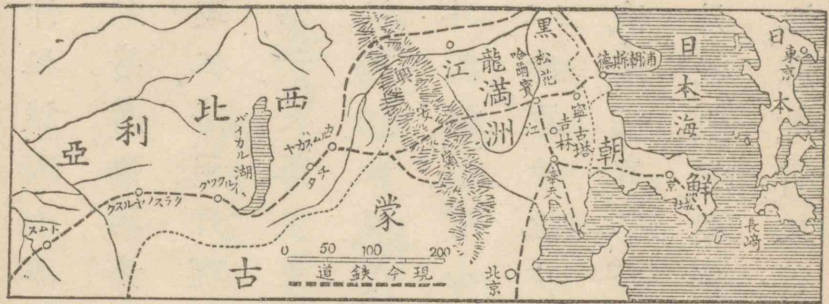 西比利亞
バイカル湖
トムスク
クラスノヤルスク
イルクツク
チタ
蒙古
黒龍江
満洲
哈爾賓
松花江
寧古塔
吉林
奉天
浦潮斯徳
朝鮮
京城
日本海
日本
東京
長崎
北京
0 50 100 200
現今鉄道